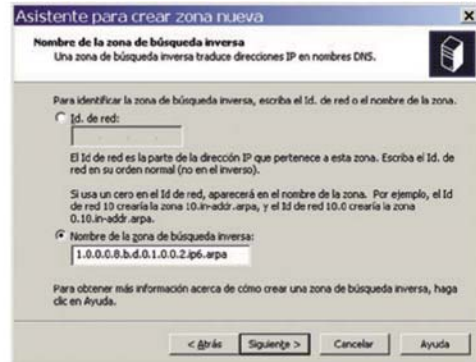 Asistente para crear zona nueva
Nombre de la zona de búsqueda inversa
Una zona de búsqueda inversa traduce direcciones IP en nombres DNS.
Para identificar la zona de búsqueda inversa, escriba el Id. de red o el nombre de la zona.
Id. de red:
El Id de red es la parte de la dirección IP que pertenece a esta zona. Escriba el Id. de
red en su orden normal (no en el inverso).
Si usa un cero en el Id de red, aparecerá en el nombre de la zona. Por ejemplo, el Id
de red 10 crearía la zona 10.in-addr.arpa, y el Id de red 10.0 crearía la zona
0.10.in-addr.arpa.
Nombre de la zona de búsqueda inversa:
1.0.0.0.8.b.d.0.1.0.0.2.ip6.arpa
Para obtener más información acerca de cómo crear una zona de búsqueda inversa, haga
clic en Ayuda.
< Atrás
Siguiente >
Cancelar
Ayuda